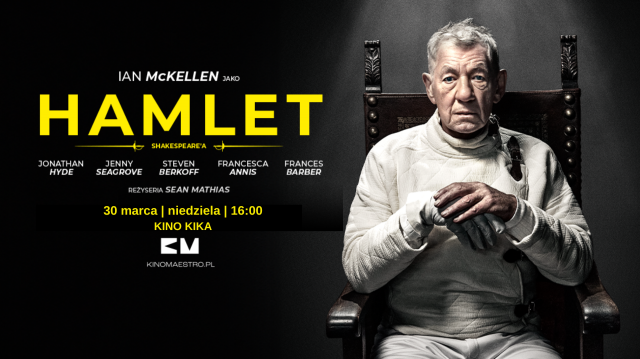 IAN McKELLEN JAKO
HAMLET
SHAKESPEARE'A
JONATHAN HYDE JENNY SEAGROVE STEVEN BERKOFF FRANCESCA ANNIS FRANCES BARBER
REŻYSERIA SEAN MATHIAS
30 marca | niedziela | 16:00
KINO KIKA
KM
KINOMAESTRO.PL